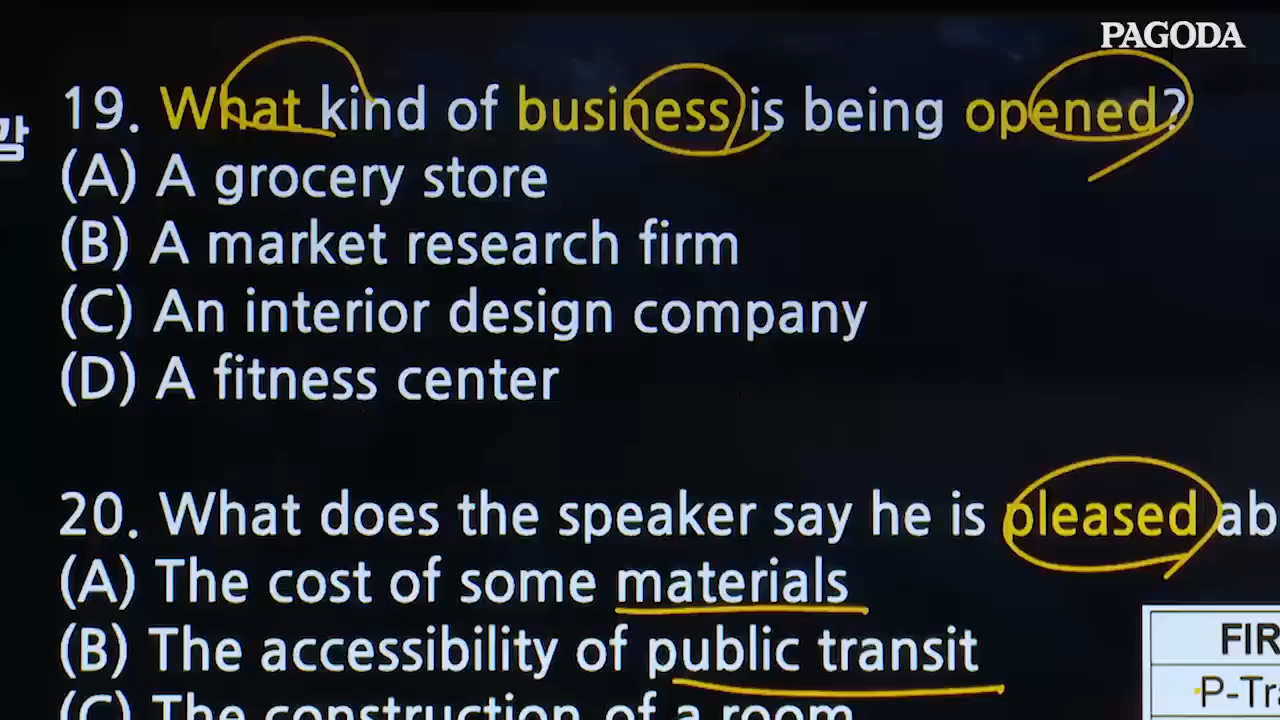 PAGODA
강
19. What kind of business is being opened?
(A) A grocery store
(B) A market research firm
(C) An interior design company
(D) A fitness center
20. What does the speaker say he is pleased ab
(A) The cost of some materials
(B) The accessibility of public transit
(C) The construction of a room
FIR
P-Tra